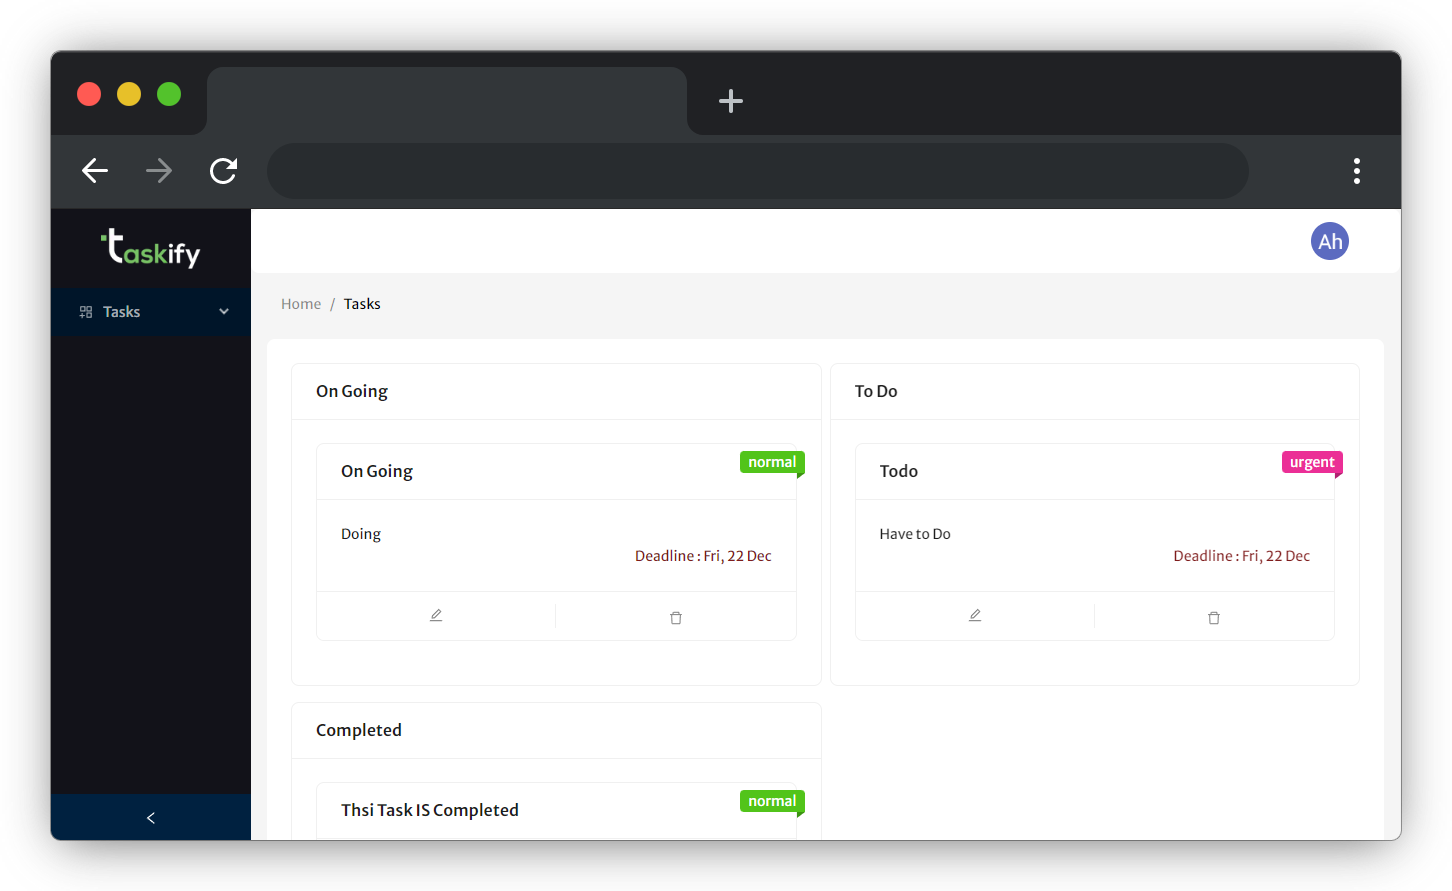 taskify
Ah
Tasks
Home / Tasks
On Going
On Going
normal
Doing
Deadline : Fri, 22 Dec
To Do
Todo
urgent
Have to Do
Deadline : Fri, 22 Dec
Completed
Thsi Task IS Completed
normal